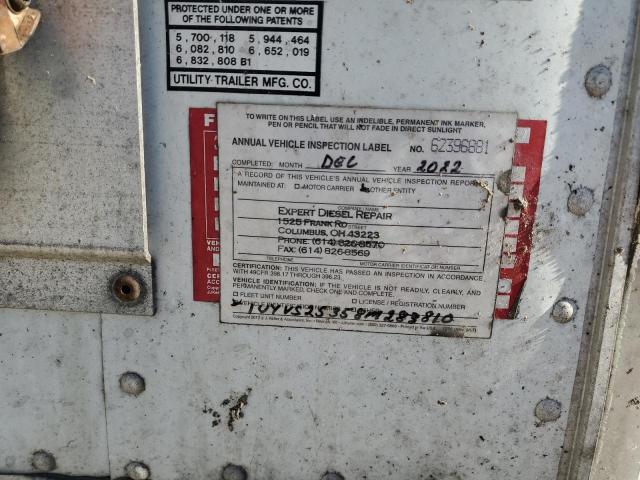 PROTECTED UNDER ONE OR MORE
OF THE FOLLOWING PATENTS
5,700,118 5,944,464
6,082,810 6,652,019
6,832,808 B1
UTILITY TRAILER MFG. CO.
TO WRITE ON THIS LABEL USE AN INDELIBLE, PERMANENT INK MARKER,
PEN OR PENCIL THAT WILL NOT FADE IN DIRECT SUNLIGHT
ANNUAL VEHICLE INSPECTION LABEL NO. 62396881
COMPLETED: MONTH DEC YEAR 2022
A RECORD OF THIS VEHICLE'S ANNUAL VEHICLE INSPECTION REPORT
MAINTAINED AT: MOTOR CARRIER OTHER ENTITY
COMPANY NAME
EXPERT DIESEL REPAIR
1525 FRANK RD STREET
COLUMBUS, OH 43223
PHONE: (614) 826-8570
FAX: (614) 826-8569
TELEPHONE MOTOR CARRIER CERTIFICAT OR NUMBER
CERTIFICATION: THIS VEHICLE HAS PASSED AN INSPECTION IN ACCORDANCE
WITH 49CFR 396.17 THROUGH 396.23.
VEHICLE IDENTIFICATION: IF THE VEHICLE IS NOT READILY, CLEARLY, AND
PERMANENTLY MARKED, CHECK ONE AND COMPLETE.
FLEET UNIT NUMBER LICENSE / REGISTRATION NUMBER